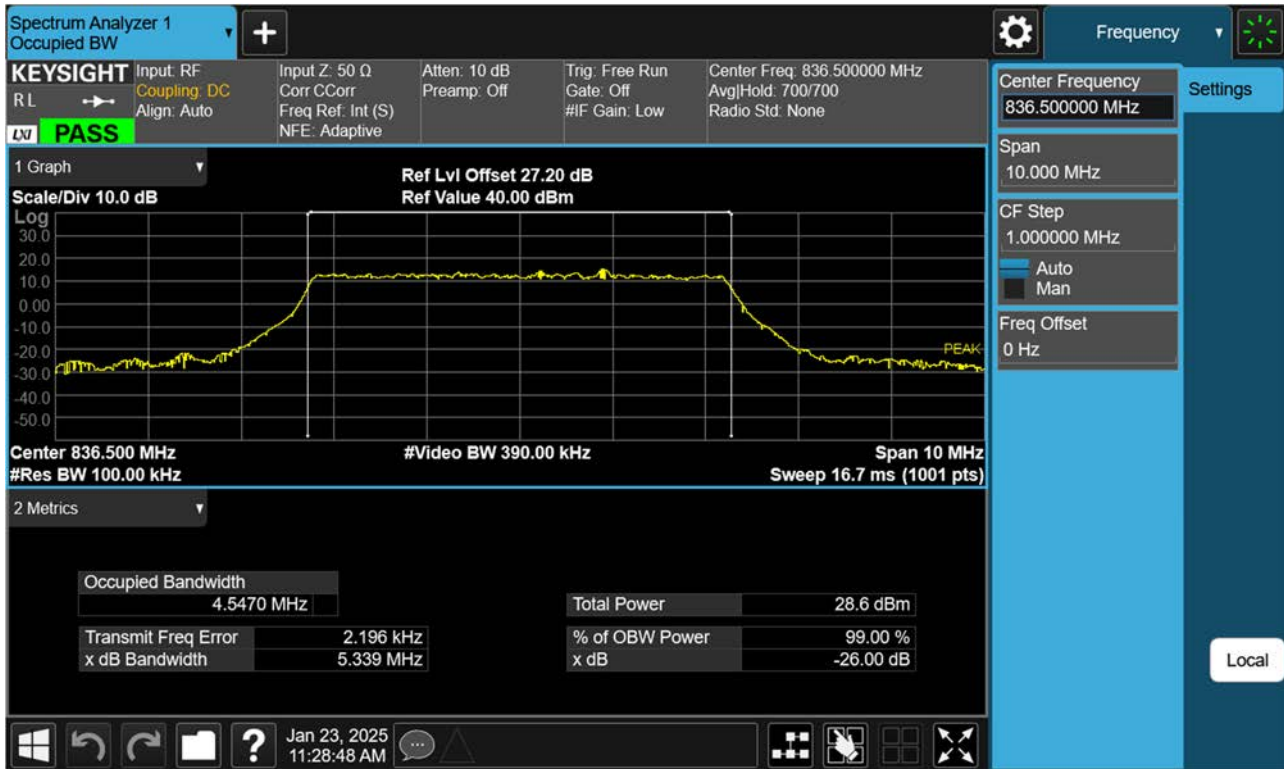 Spectrum Analyzer 1
Occupied BW
+
Frequency
KEYSIGHT
R L
LXI
PASS
Input: RF
Coupling: DC
Align: Auto
Input Z: 50 Ω
Corr CCorr
Freq Ref: Int (S)
NFE: Adaptive
Atten: 10 dB
Preamp: Off
Trig: Free Run
Gate: Off
#IF Gain: Low
Center Freq: 836.500000 MHz
Avg|Hold: 700/700
Radio Std: None
Center Frequency
836.500000 MHz
Settings
Span
10.000 MHz
CF Step
1.000000 MHz
Auto
Man
Freq Offset
0 Hz
Local
1 Graph
Scale/Div 10.0 dB
Ref Lvl Offset 27.20 dB
Ref Value 40.00 dBm
Log
30.0
20.0
10.0
0.00
-10.0
-20.0
-30.0
-40.0
-50.0
PEAK
Center 836.500 MHz
#Video BW 390.00 kHz
Span 10 MHz
#Res BW 100.00 kHz
Sweep 16.7 ms (1001 pts)
2 Metrics
Occupied Bandwidth
4.5470 MHz
Total Power 28.6 dBm
Transmit Freq Error 2.196 kHz
% of OBW Power 99.00 %
x dB Bandwidth 5.339 MHz
x dB -26.00 dB
?
Jan 23, 2025
11:28:48 AM